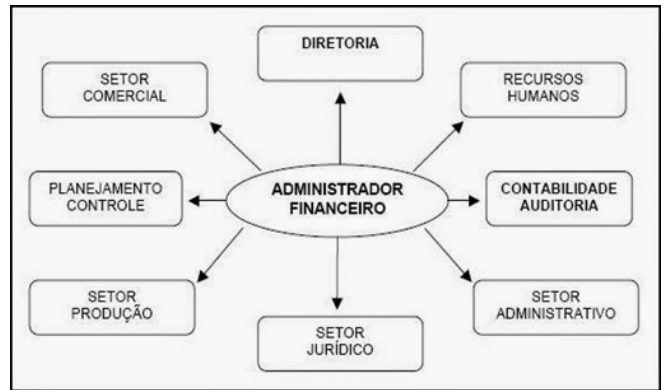 DIRETORIA
SETOR
COMERCIAL
RECURSOS
HUMANOS
PLANEJAMENTO
CONTROLE
ADMINISTRADOR
FINANCEIRO
CONTABILIDADE
AUDITORIA
SETOR
PRODUÇÃO
SETOR
JURÍDICO
SETOR
ADMINISTRATIVO